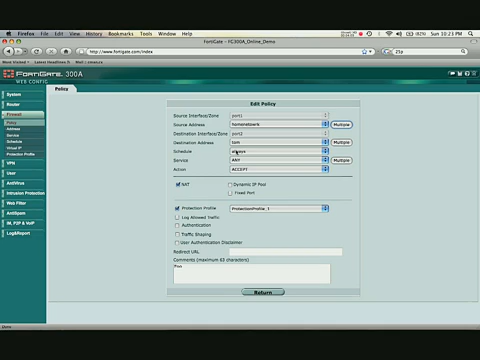 Firefox File Edit View History Bookmarks Tools Window Help Sun 10:23 PM
FortiGate - FG300A_Online_Demo
http://www.fortigate.com/index
Most Visited Latest Headlines
FORTIGATE 300A
WEB CONFIG
System
Router
Firewall
Policy
Address
Service
Schedule
Virtual IP
Protection Profile
VPN
User
AntiVirus
Intrusion Protection
Web Filter
AntiSpam
IM, P2P & VoIP
Log&Report
Policy
Edit Policy
Source Interface/Zone port1
Source Address homenetowrk Multiple
Destination Interface/Zone port2
Destination Address tom Multiple
Schedule always
Service ANY Multiple
Action ACCEPT
NAT Dynamic IP Pool
Fixed Port
Protection Profile ProtectionProfile_1
Log Allowed Traffic
Authentication
Traffic Shaping
User Authentication Disclaimer
Redirect URL
Comments (maximum 63 characters)
Foo
Return
Done